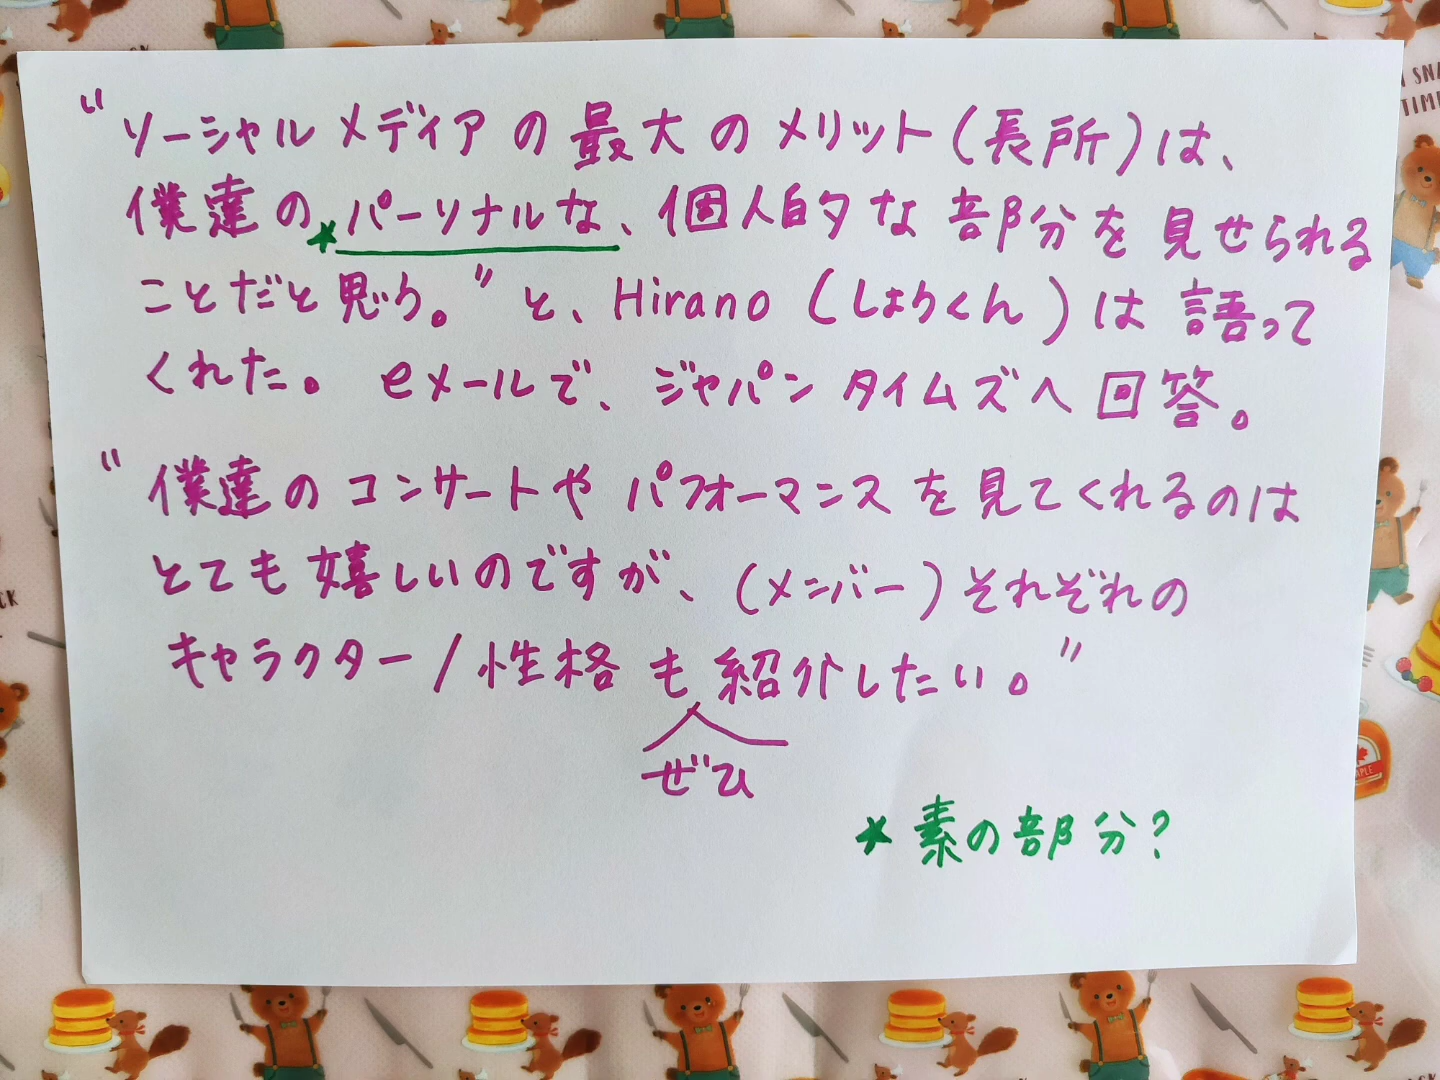 “ソーシャルメディアの最大のメリット(長所)は、
僕達の★パーソナルな、個人的な部分を見せられる
ことだと思う。”と、Hirano(しょうくん)は語って
くれた。eメールで、ジャパンタイムズへ回答。
“僕達のコンサートやパフォーマンスを見てくれるのは
とても嬉しいのですが、(メンバー)それぞれの
キャラクター/性格も紹介したい。”
ぜひ
★素の部分?
SNA
TIME
CK
APLE